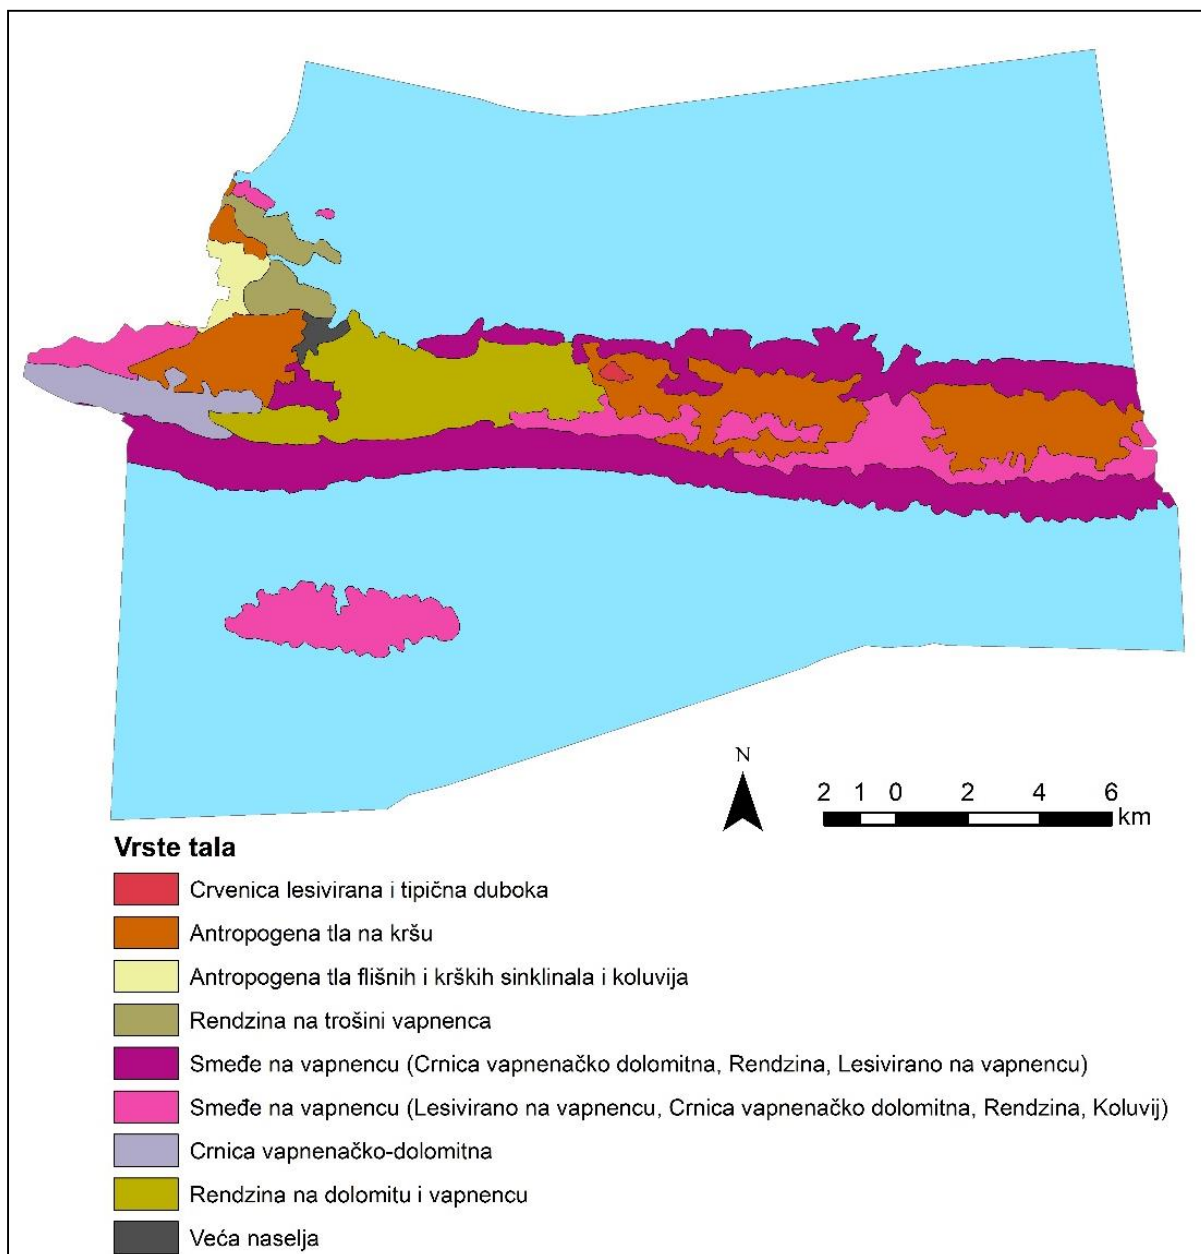 N
2 1 0 2 4 6
km
Vrste tala
Crvenica lesivirana i tipična duboka
Antropogena tla na kršu
Antropogena tla flišnih i krških sinklinala i koluvija
Rendzina na trošini vapnenca
Smeđe na vapnencu (Crnica vapnenačko dolomitna, Rendzina, Lesivirano na vapnencu)
Smeđe na vapnencu (Lesivirano na vapnencu, Crnica vapnenačko dolomitna, Rendzina, Koluvij)
Crnica vapnenačko-dolomitna
Rendzina na dolomitu i vapnencu
Veća naselja